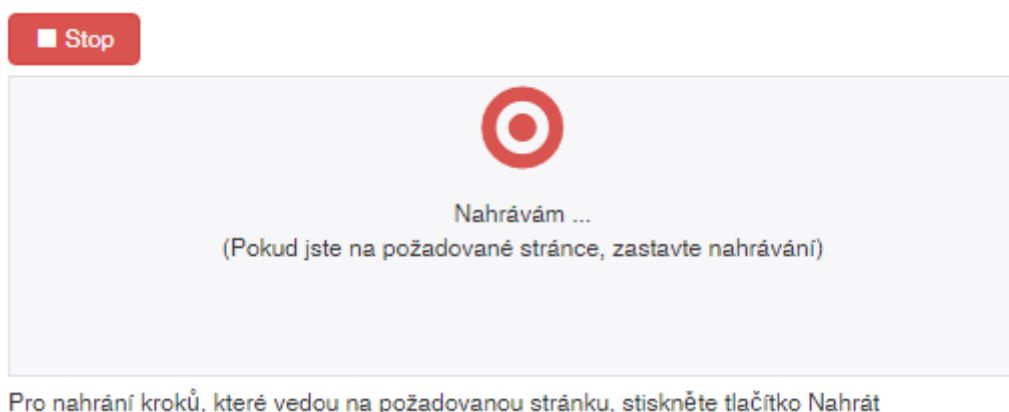 Stop
Nahrávám ...
(Pokud jste na požadované stránce, zastavte nahrávání)
Pro nahrání kroků, které vedou na požadovanou stránku, stiskněte tlačítko Nahrát